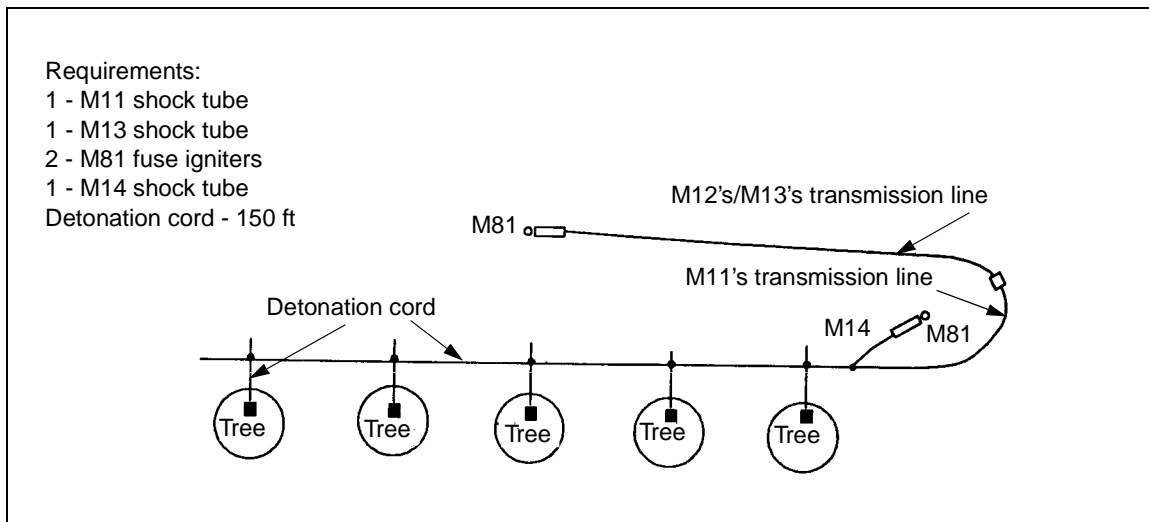 Requirements:
1 - M11 shock tube
1 - M13 shock tube
2 - M81 fuse igniters
1 - M14 shock tube
Detonation cord - 150 ft
M12's/M13's transmission line
M81
M11's transmission line
Detonation cord
M14
M81
Tree
Tree
Tree
Tree
Tree